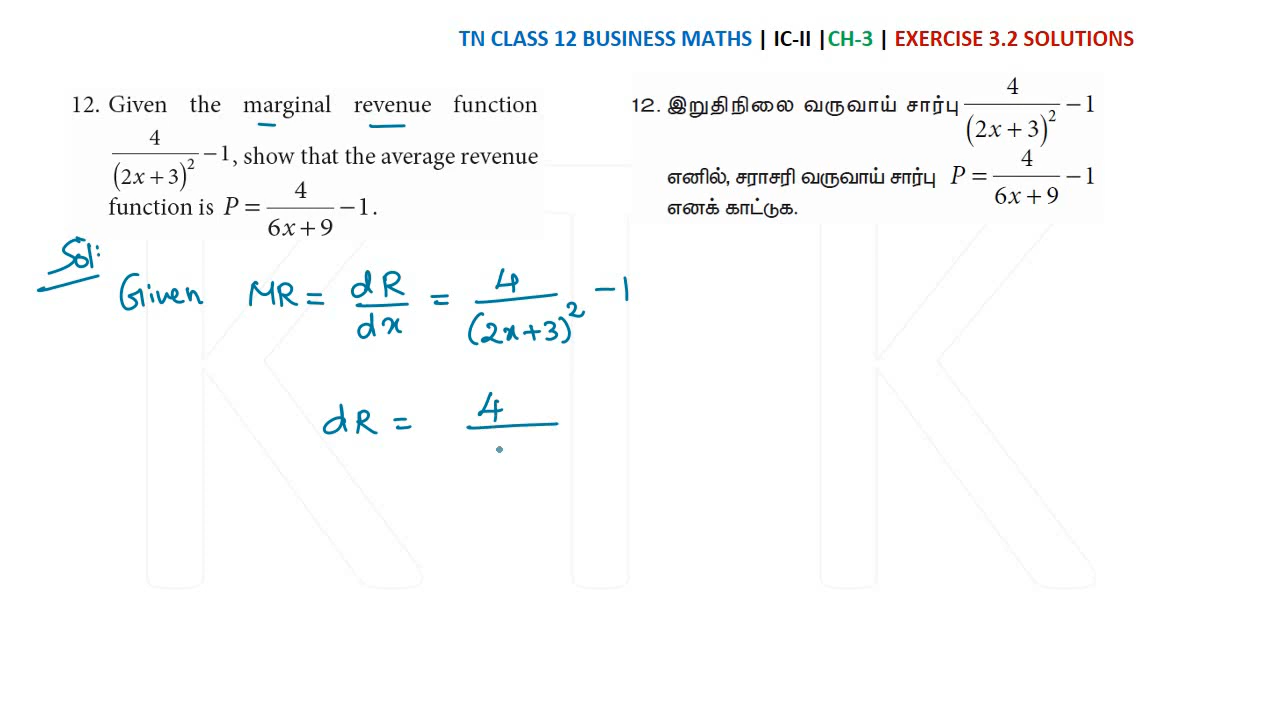 TN CLASS 12 BUSINESS MATHS | IC-II |CH-3 | EXERCISE 3.2 SOLUTIONS
12. Given the marginal revenue function
4/(2x+3)² −1, show that the average revenue
function is P = 4/(6x+9) −1.
12. இறுதிநிலை வருவாய் சார்பு 4/(2x+3)² −1
எனில், சராசரி வருவாய் சார்பு P = 4/(6x+9) −1
எனக் காட்டுக.
Sol:
Given MR = dR/dx = 4/(2x+3)² −1
dR = 4